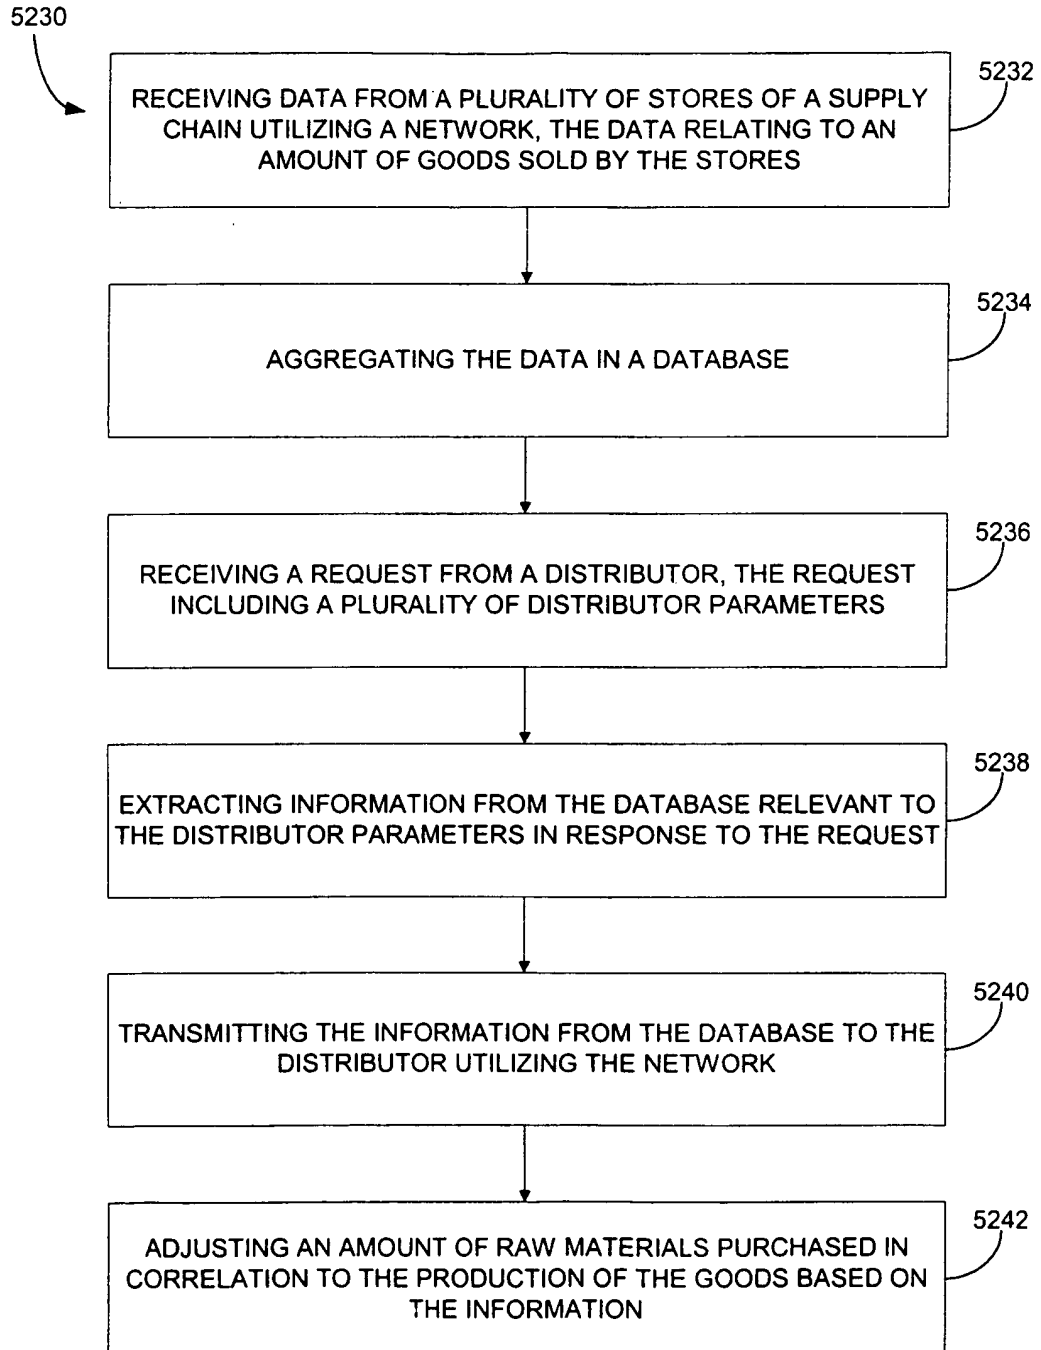 5230
5232
RECEIVING DATA FROM A PLURALITY OF STORES OF A SUPPLY
CHAIN UTILIZING A NETWORK, THE DATA RELATING TO AN
AMOUNT OF GOODS SOLD BY THE STORES
5234
AGGREGATING THE DATA IN A DATABASE
5236
RECEIVING A REQUEST FROM A DISTRIBUTOR, THE REQUEST
INCLUDING A PLURALITY OF DISTRIBUTOR PARAMETERS
5238
EXTRACTING INFORMATION FROM THE DATABASE RELEVANT TO
THE DISTRIBUTOR PARAMETERS IN RESPONSE TO THE REQUEST
5240
TRANSMITTING THE INFORMATION FROM THE DATABASE TO THE
DISTRIBUTOR UTILIZING THE NETWORK
5242
ADJUSTING AN AMOUNT OF RAW MATERIALS PURCHASED IN
CORRELATION TO THE PRODUCTION OF THE GOODS BASED ON
THE INFORMATION